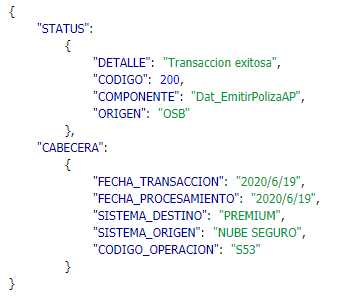 {
"STATUS":
{
"DETALLE": "Transaccion exitosa",
"CODIGO": 200,
"COMPONENTE": "Dat_EmitirPolizaAP",
"ORIGEN": "OSB"
},
"CABECERA":
{
"FECHA_TRANSACCION": "2020/6/19",
"FECHA_PROCESAMIENTO": "2020/6/19",
"SISTEMA_DESTINO": "PREMIUM",
"SISTEMA_ORIGEN": "NUBE SEGURO",
"CODIGO_OPERACION": "S53"
}
}